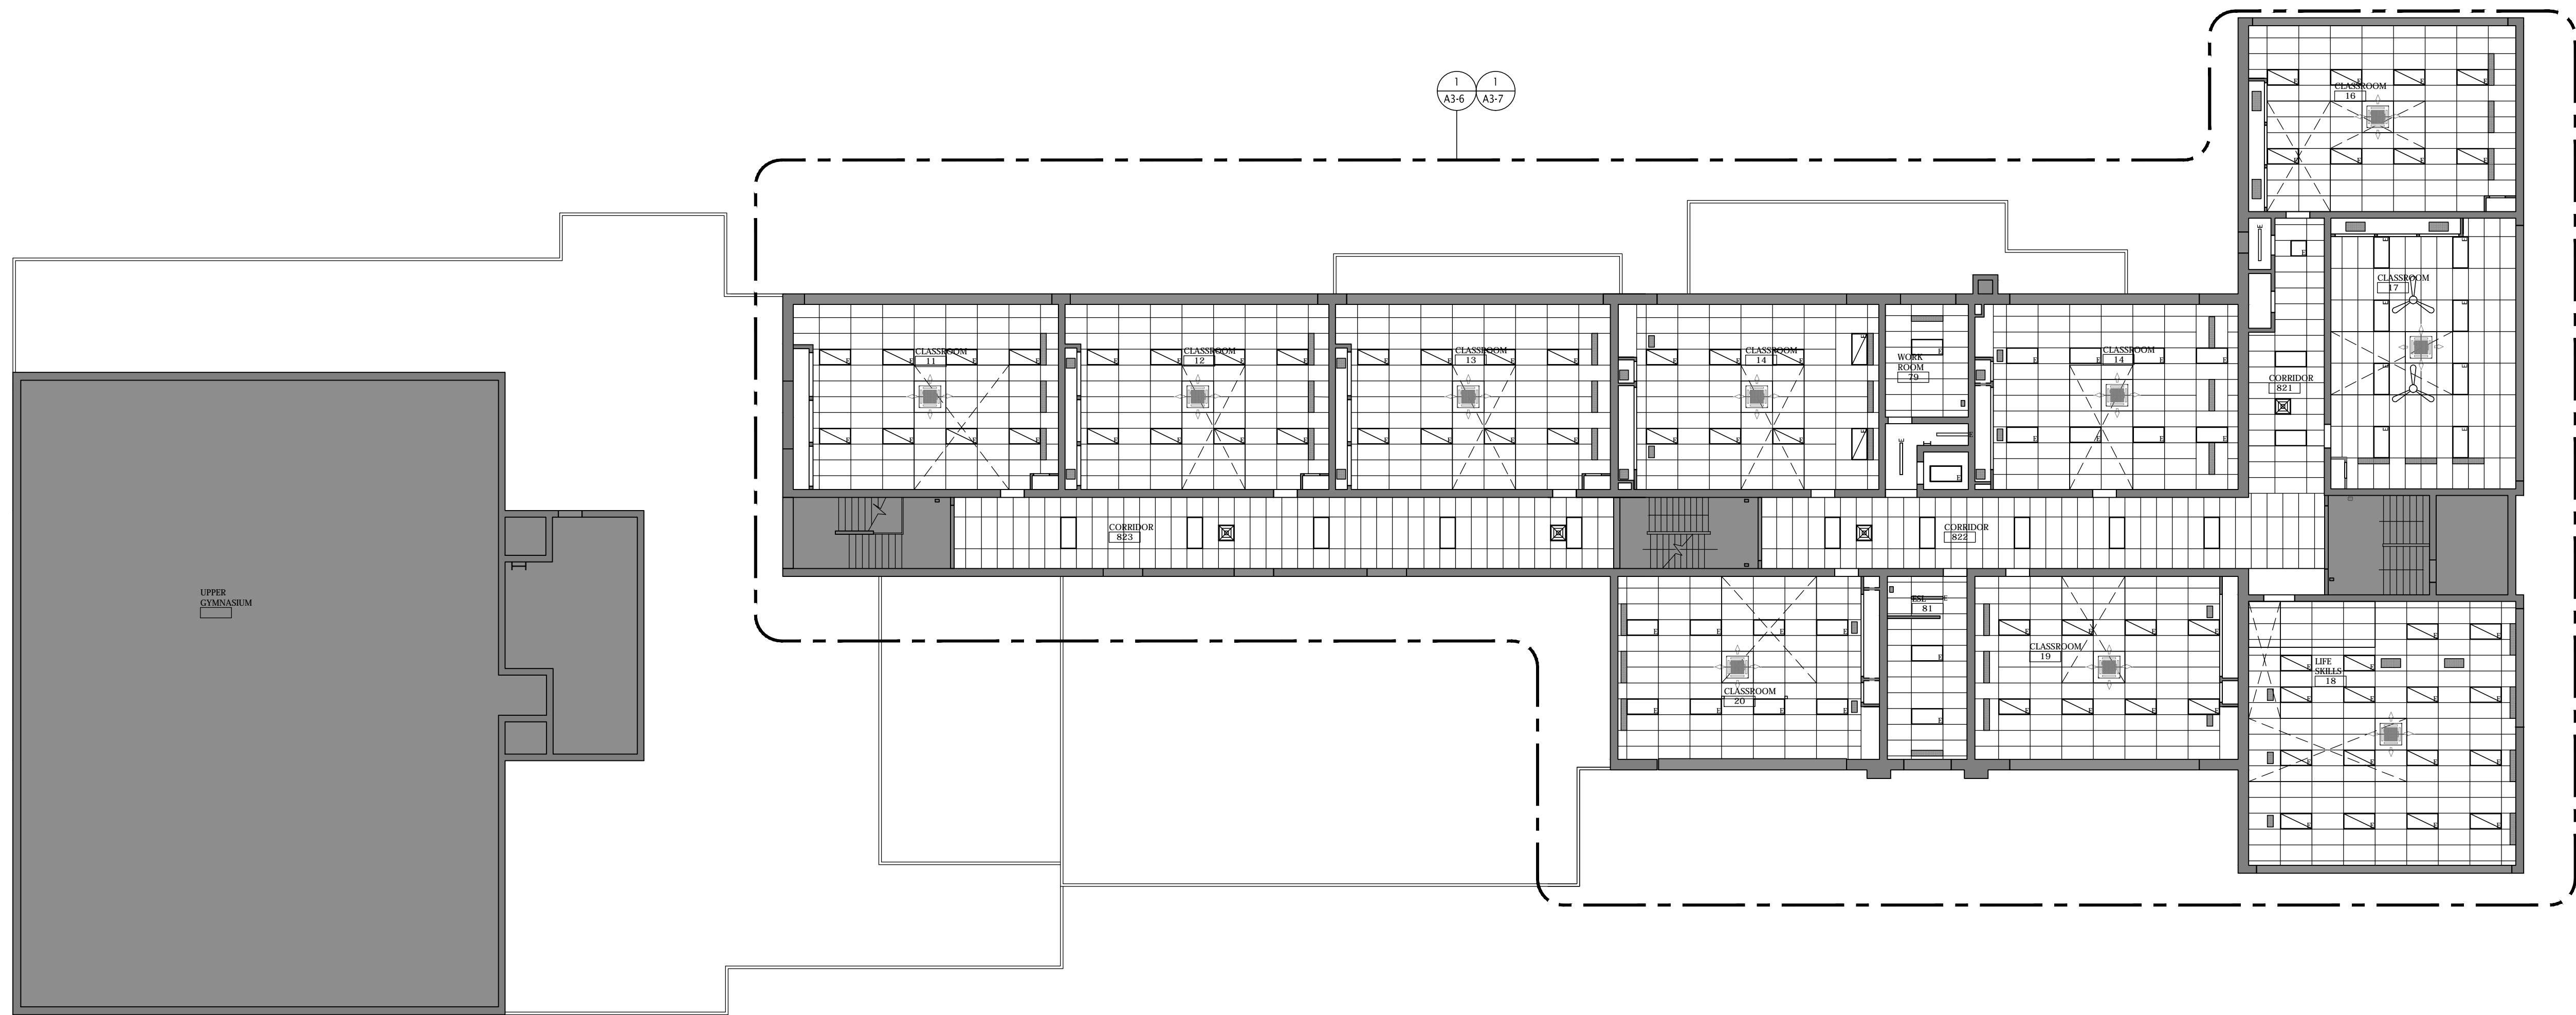 1
A3-6
1
A3-7
CLASSROOM
16
CLASSROOM
17
CLASSROOM
11
CLASSROOM
12
CLASSROOM
13
CLASSROOM
14
WORK
ROOM
79
CLASSROOM
14
CORRIDOR
821
CORRIDOR
823
CORRIDOR
822
UPPER
GYMNASIUM
ESL
81
CLASSROOM
19
CLASSROOM
20
LIFE
SKILLS
18